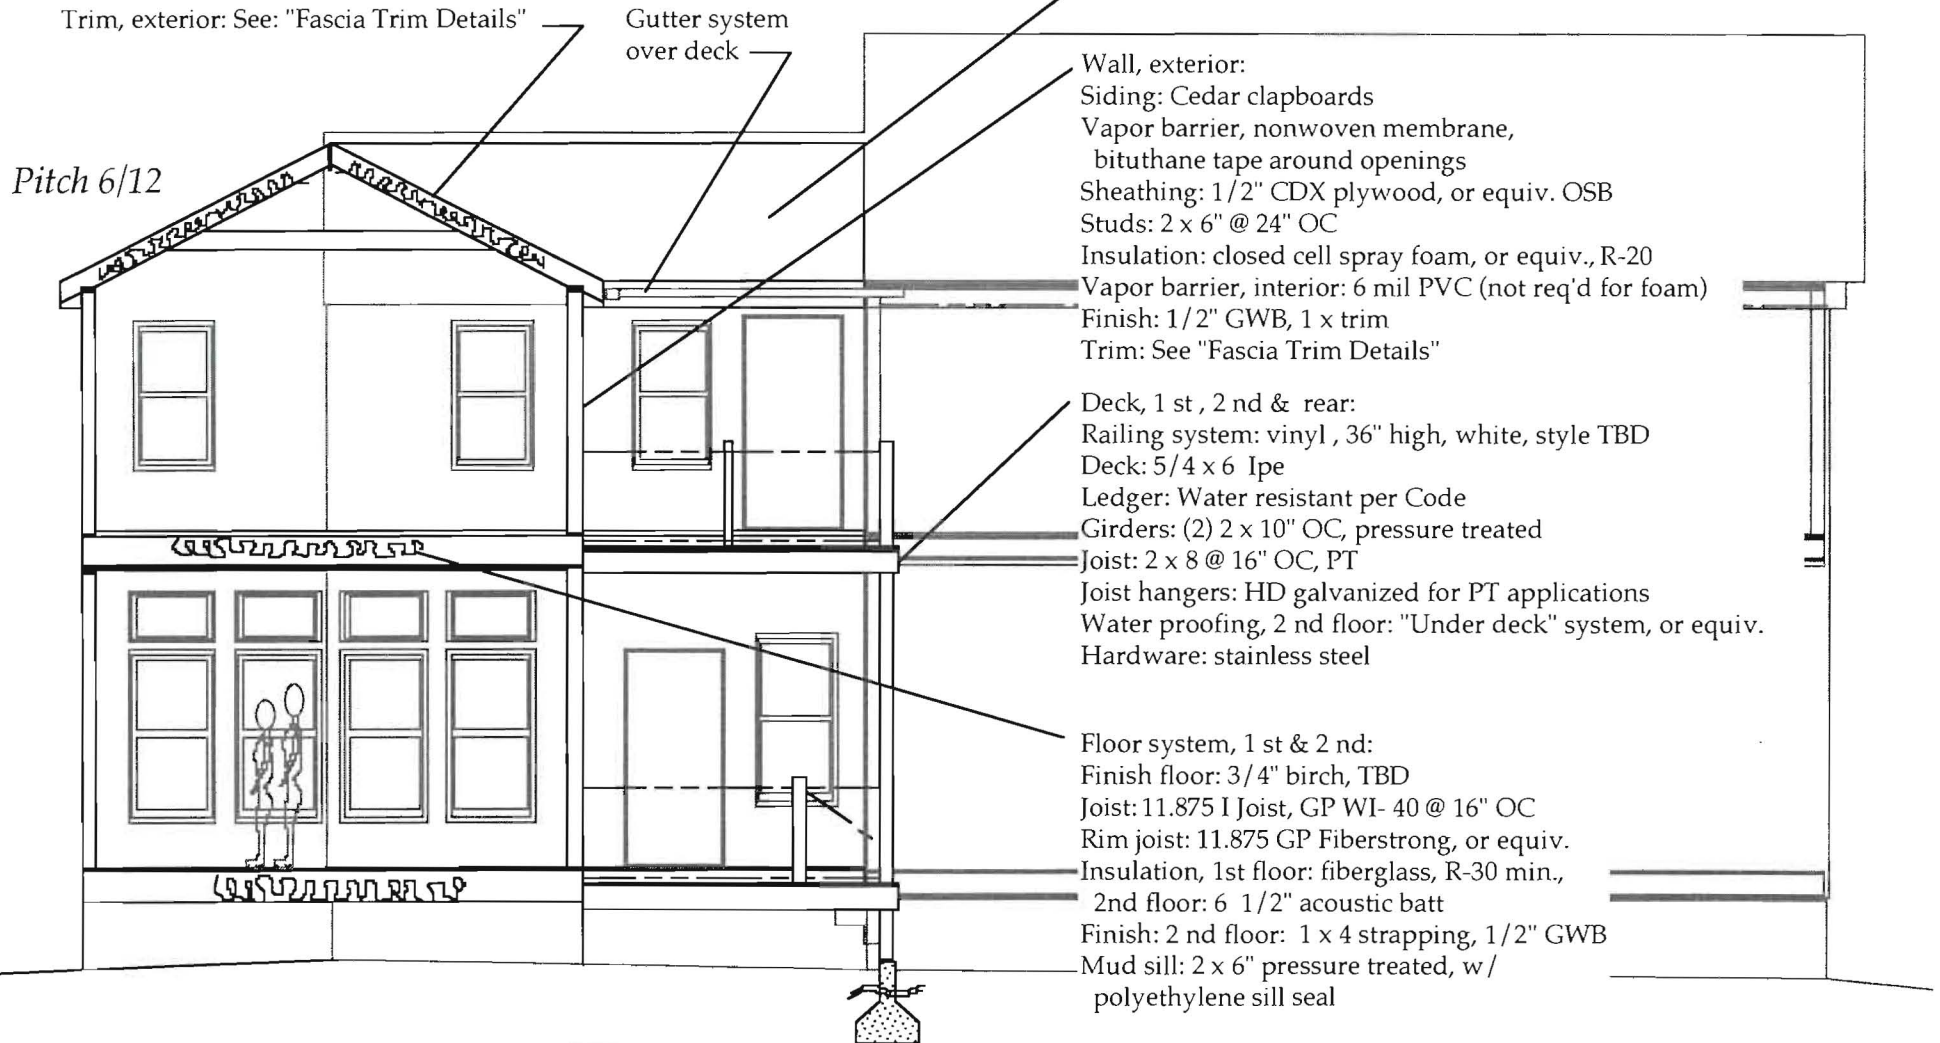 Trim, exterior: See: "Fascia Trim Details"
Gutter system
over deck
Pitch 6/12
Wall, exterior:
Siding: Cedar clapboards
Vapor barrier, nonwoven membrane,
bituthane tape around openings
Sheathing: 1/2" CDX plywood, or equiv. OSB
Studs: 2 x 6" @ 24" OC
Insulation: closed cell spray foam, or equiv., R-20
Vapor barrier, interior: 6 mil PVC (not req'd for foam)
Finish: 1/2" GWB, 1 x trim
Trim: See "Fascia Trim Details"
Deck, 1 st , 2 nd & rear:
Railing system: vinyl , 36" high, white, style TBD
Deck: 5/4 x 6 Ipe
Ledger: Water resistant per Code
Girders: (2) 2 x 10" OC, pressure treated
Joist: 2 x 8 @ 16" OC, PT
Joist hangers: HD galvanized for PT applications
Water proofing, 2 nd floor: "Under deck" system, or equiv.
Hardware: stainless steel
Floor system, 1 st & 2 nd:
Finish floor: 3/4" birch, TBD
Joist: 11.875 I Joist, GP WI- 40 @ 16" OC
Rim joist: 11.875 GP Fiberstrong, or equiv.
Insulation, 1st floor: fiberglass, R-30 min.,
2nd floor: 6 1/2" acoustic batt
Finish: 2 nd floor: 1 x 4 strapping, 1/2" GWB
Mud sill: 2 x 6" pressure treated, w/
polyethylene sill seal